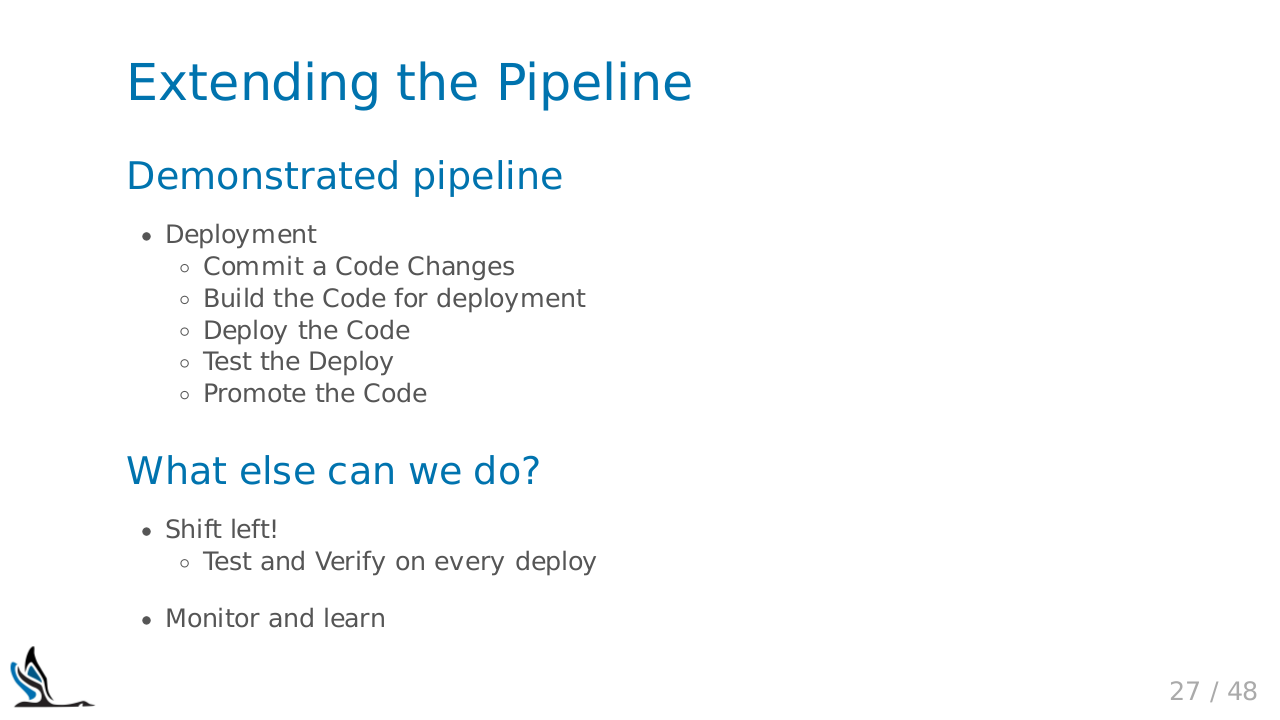 Extending the Pipeline
Demonstrated pipeline
Deployment
Commit a Code Changes
Build the Code for deployment
Deploy the Code
Test the Deploy
Promote the Code
What else can we do?
Shift left!
Test and Verify on every deploy
Monitor and learn
27 / 48